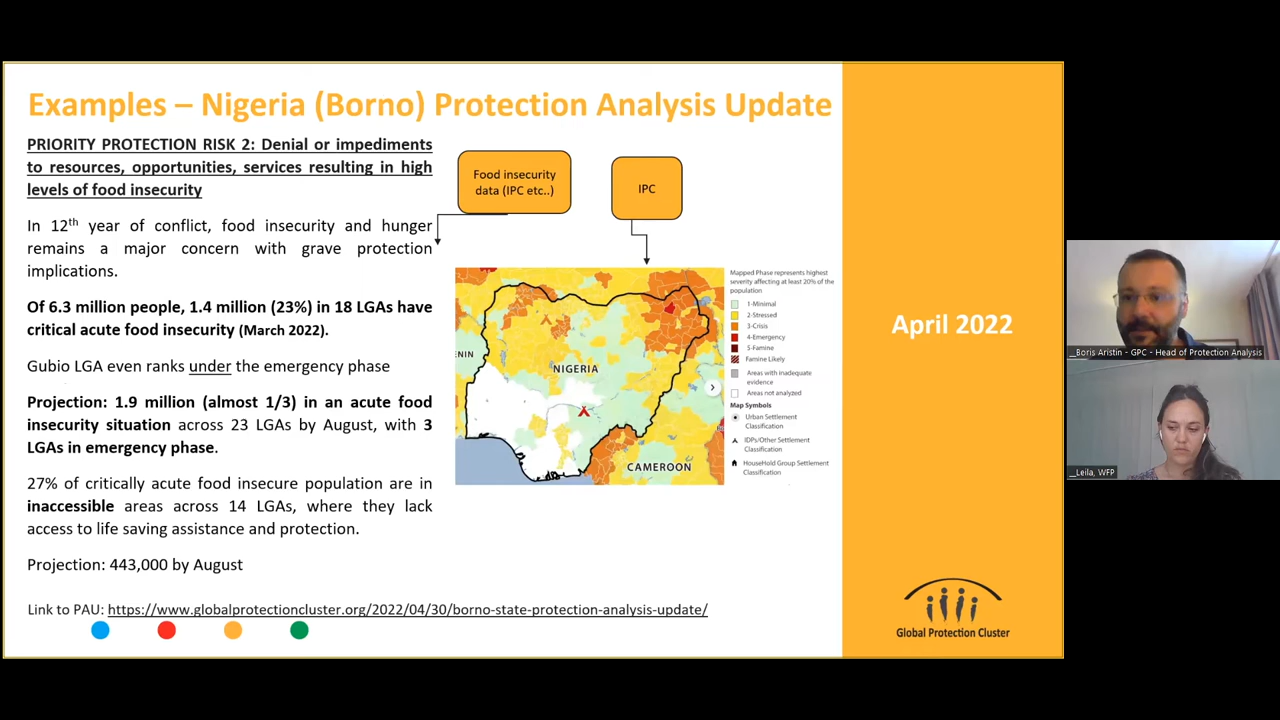 Examples – Nigeria (Borno) Protection Analysis Update
PRIORITY PROTECTION RISK 2: Denial or impediments
to resources, opportunities, services resulting in high
levels of food insecurity
In 12th year of conflict, food insecurity and hunger
remains a major concern with grave protection
implications.
Of 6.3 million people, 1.4 million (23%) in 18 LGAs have
critical acute food insecurity (March 2022).
Gubio LGA even ranks under the emergency phase
Projection: 1.9 million (almost 1/3) in an acute food
insecurity situation across 23 LGAs by August, with 3
LGAs in emergency phase.
27% of critically acute food insecure population are in
inaccessible areas across 14 LGAs, where they lack
access to life saving assistance and protection.
Projection: 443,000 by August
Link to PAU: https://www.globalprotectioncluster.org/2022/04/30/borno-state-protection-analysis-update/
Food insecurity
data (IPC etc..)
IPC
ENIN
NIGERIA
CAMEROON
Mapped Phase represents highest
severity affecting at least 20% of the
population
1-Minimal
2-Stressed
3-Crisis
4-Emergency
5-Famine
Famine Likely
Areas with inadequate
evidence
Areas not analyzed
Map Symbols
Urban Settlement
Classification
IDPs/Other Settlement
Classification
HouseHold Group Settlement
Classification
April 2022
Global Protection Cluster
__Boris Aristin - GPC - Head of Protection Analysis
__Leila, WFP